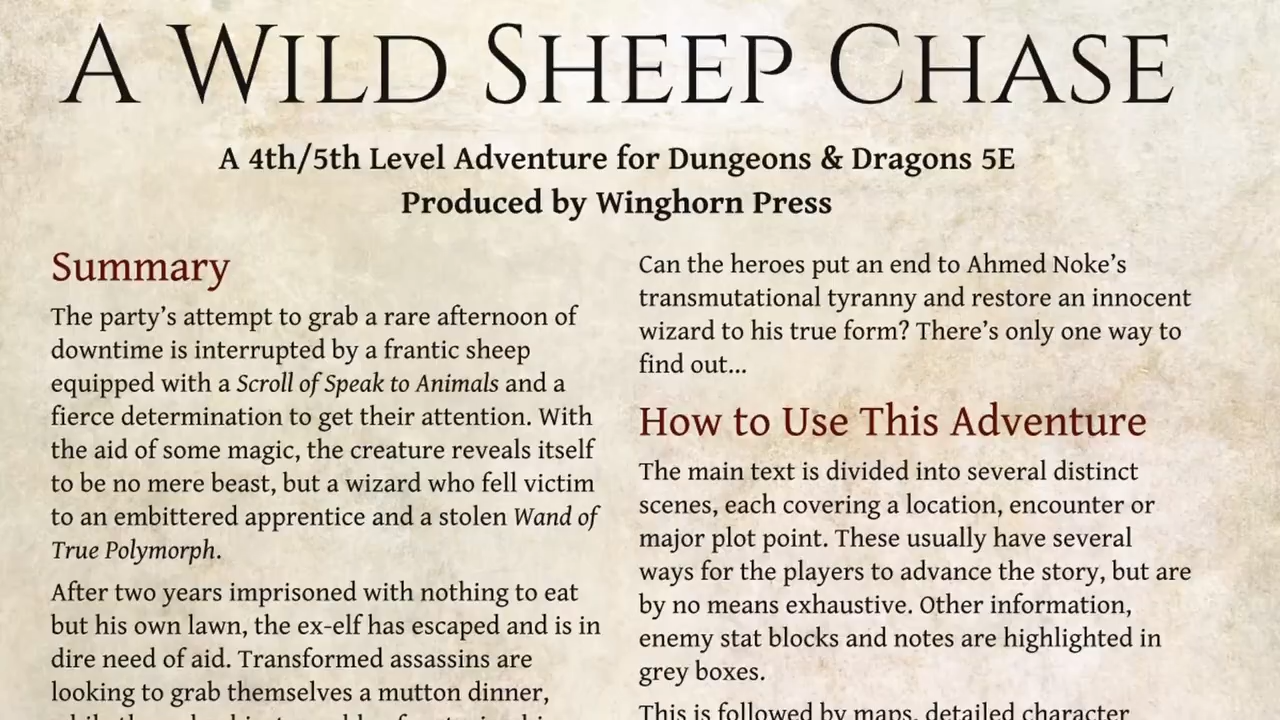 A Wild Sheep Chase
A 4th/5th Level Adventure for Dungeons & Dragons 5E
Produced by Winghorn Press
Summary
The party’s attempt to grab a rare afternoon of
downtime is interrupted by a frantic sheep
equipped with a Scroll of Speak to Animals and a
fierce determination to get their attention. With
the aid of some magic, the creature reveals itself
to be no mere beast, but a wizard who fell victim
to an embittered apprentice and a stolen Wand of
True Polymorph.
After two years imprisoned with nothing to eat
but his own lawn, the ex-elf has escaped and is in
dire need of aid. Transformed assassins are
looking to grab themselves a mutton dinner,
Can the heroes put an end to Ahmed Noke’s
transmutational tyranny and restore an innocent
wizard to his true form? There’s only one way to
find out...
How to Use This Adventure
The main text is divided into several distinct
scenes, each covering a location, encounter or
major plot point. These usually have several
ways for the players to advance the story, but are
by no means exhaustive. Other information,
enemy stat blocks and notes are highlighted in
grey boxes.
This is followed by maps, detailed character